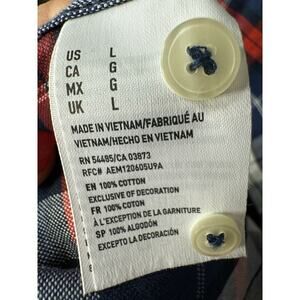 US L
CA G
MX G
UK L
MADE IN VIETNAM/FABRIQUÉ AU
VIETNAM/HECHO EN VIETNAM
RN 54485/CA 03873
RFC# AEM120605U9A
EN 100% COTTON
EXCLUSIVE OF DECORATION
FR 100% COTON
À L'EXCEPTION DE LA GARNITURE
SP 100% ALGODÓN
EXCEPTO LA DECORACIÓN